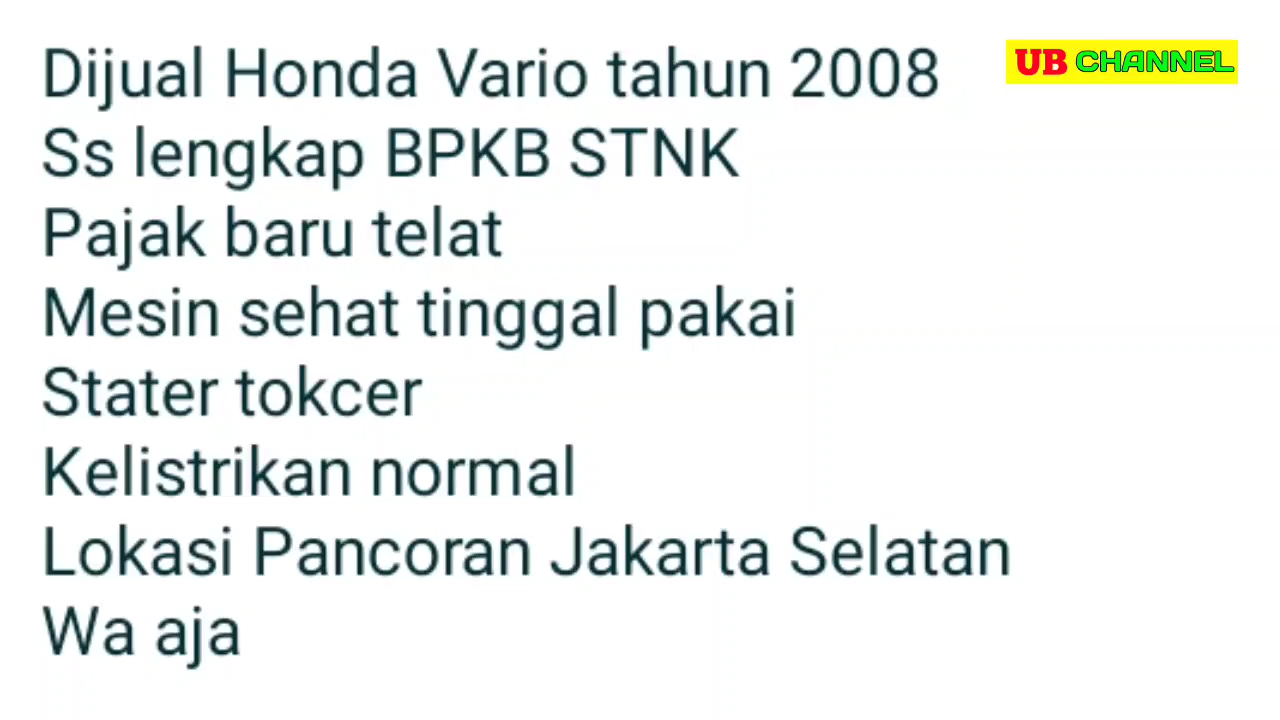 Dijual Honda Vario tahun 2008
UB CHANNEL
Ss lengkap BPKB STNK
Pajak baru telat
Mesin sehat tinggal pakai
Stater tokcer
Kelistrikan normal
Lokasi Pancoran Jakarta Selatan
Wa aja